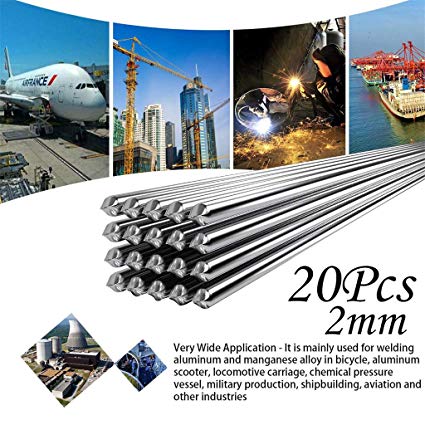 AIRFRANCE
20Pcs
2mm
Very Wide Application - It is mainly used for welding
aluminum and manganese alloy in bicycle, aluminum
scooter, locomotive carriage, chemical pressure
vessel, military production, shipbuilding, aviation and
other industries